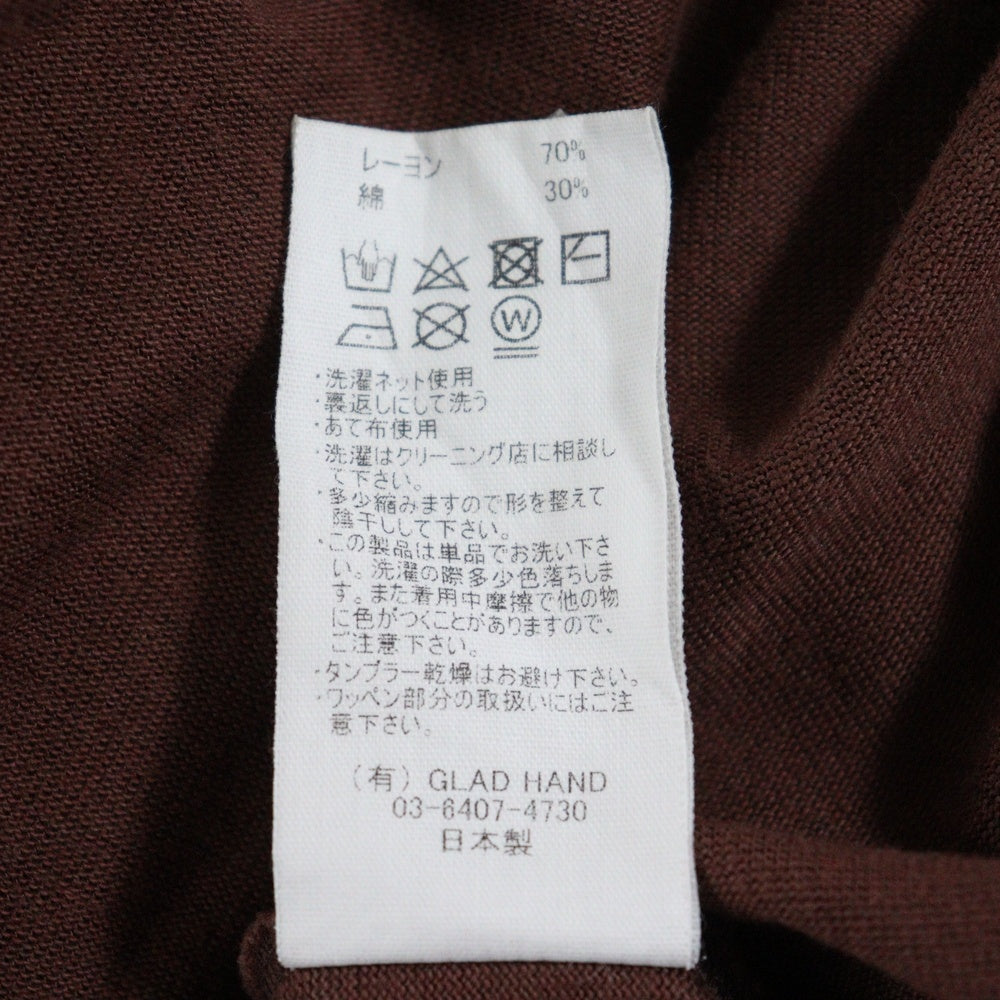 レーヨン 70%
綿 30%
W
・洗濯ネット使用
・裏返しにして洗う
・あて布使用
・洗濯はクリーニング店に相談し
て下さい。
・多少縮みますので形を整えて
陰干しして下さい。
・この製品は単品でお洗い下さ
い。洗濯の際多少色落ちしま
す。また着用中摩擦で他の物
に色がつくことがありますので、
ご注意下さい。
・タンブラー乾燥はお避け下さい。
・ワッペン部分の取扱いにはご注
意下さい。
(有) GLAD HAND
03-6407-4730
日本製